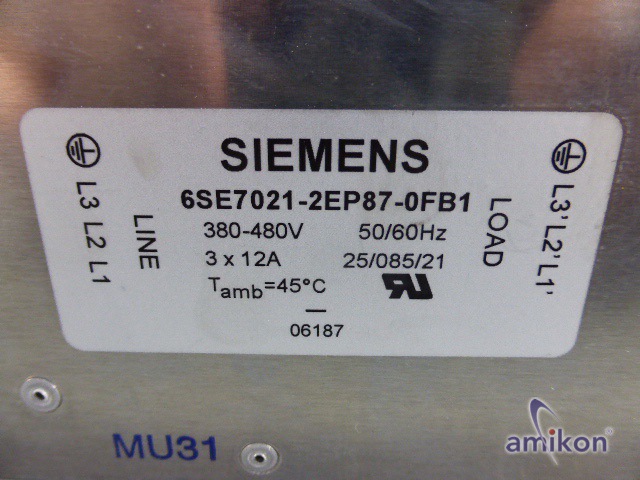 SIEMENS
6SE7021-2EP87-0FB1
L3 L2 L1
LINE
380-480V 50/60Hz
3 x 12A 25/085/21
Tamb=45°C
06187
LOAD
L3' L2' L1'
MU31
amikon